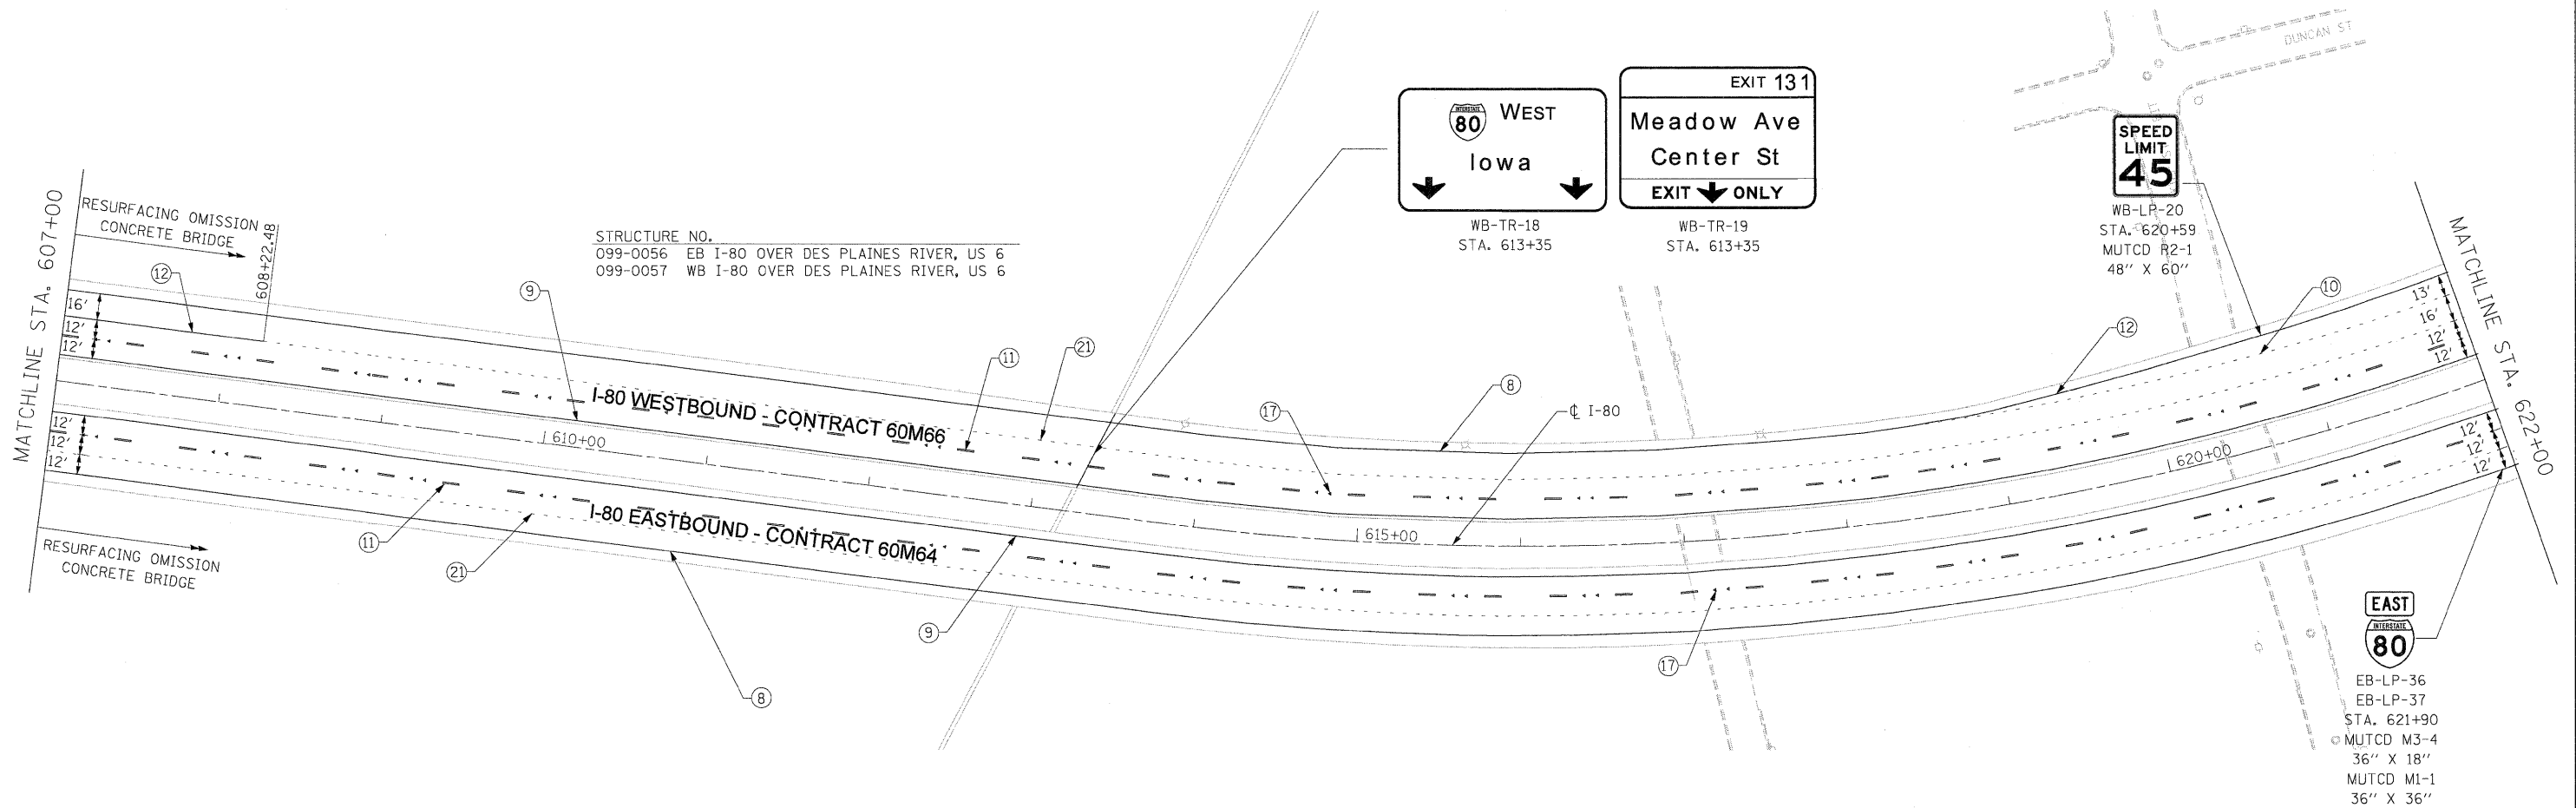 DUNCAN ST
EXIT 131
INTERSTATE
80
WEST
Iowa
Meadow Ave
Center St
EXIT ONLY
WB-TR-18
STA. 613+35
WB-TR-19
STA. 613+35
SPEED
LIMIT
45
WB-LP-20
STA. 620+59
MUTCD R2-1
48" X 60"
MATCHLINE STA. 607+00
RESURFACING OMISSION
CONCRETE BRIDGE
608+22.48
STRUCTURE NO.
099-0056 EB I-80 OVER DES PLAINES RIVER, US 6
099-0057 WB I-80 OVER DES PLAINES RIVER, US 6
12
9
16'
12'
12'
11
21
I-80 WESTBOUND - CONTRACT 60M66
17
8
℄ I-80
12
10
13'
16'
12'
12'
MATCHLINE STA. 622+00
610+00
615+00
620+00
12'
12'
12'
12'
12'
12'
11
21
I-80 EASTBOUND - CONTRACT 60M64
RESURFACING OMISSION
CONCRETE BRIDGE
8
9
17
EAST
INTERSTATE
80
EB-LP-36
EB-LP-37
STA. 621+90
MUTCD M3-4
36" X 18"
MUTCD M1-1
36" X 36"